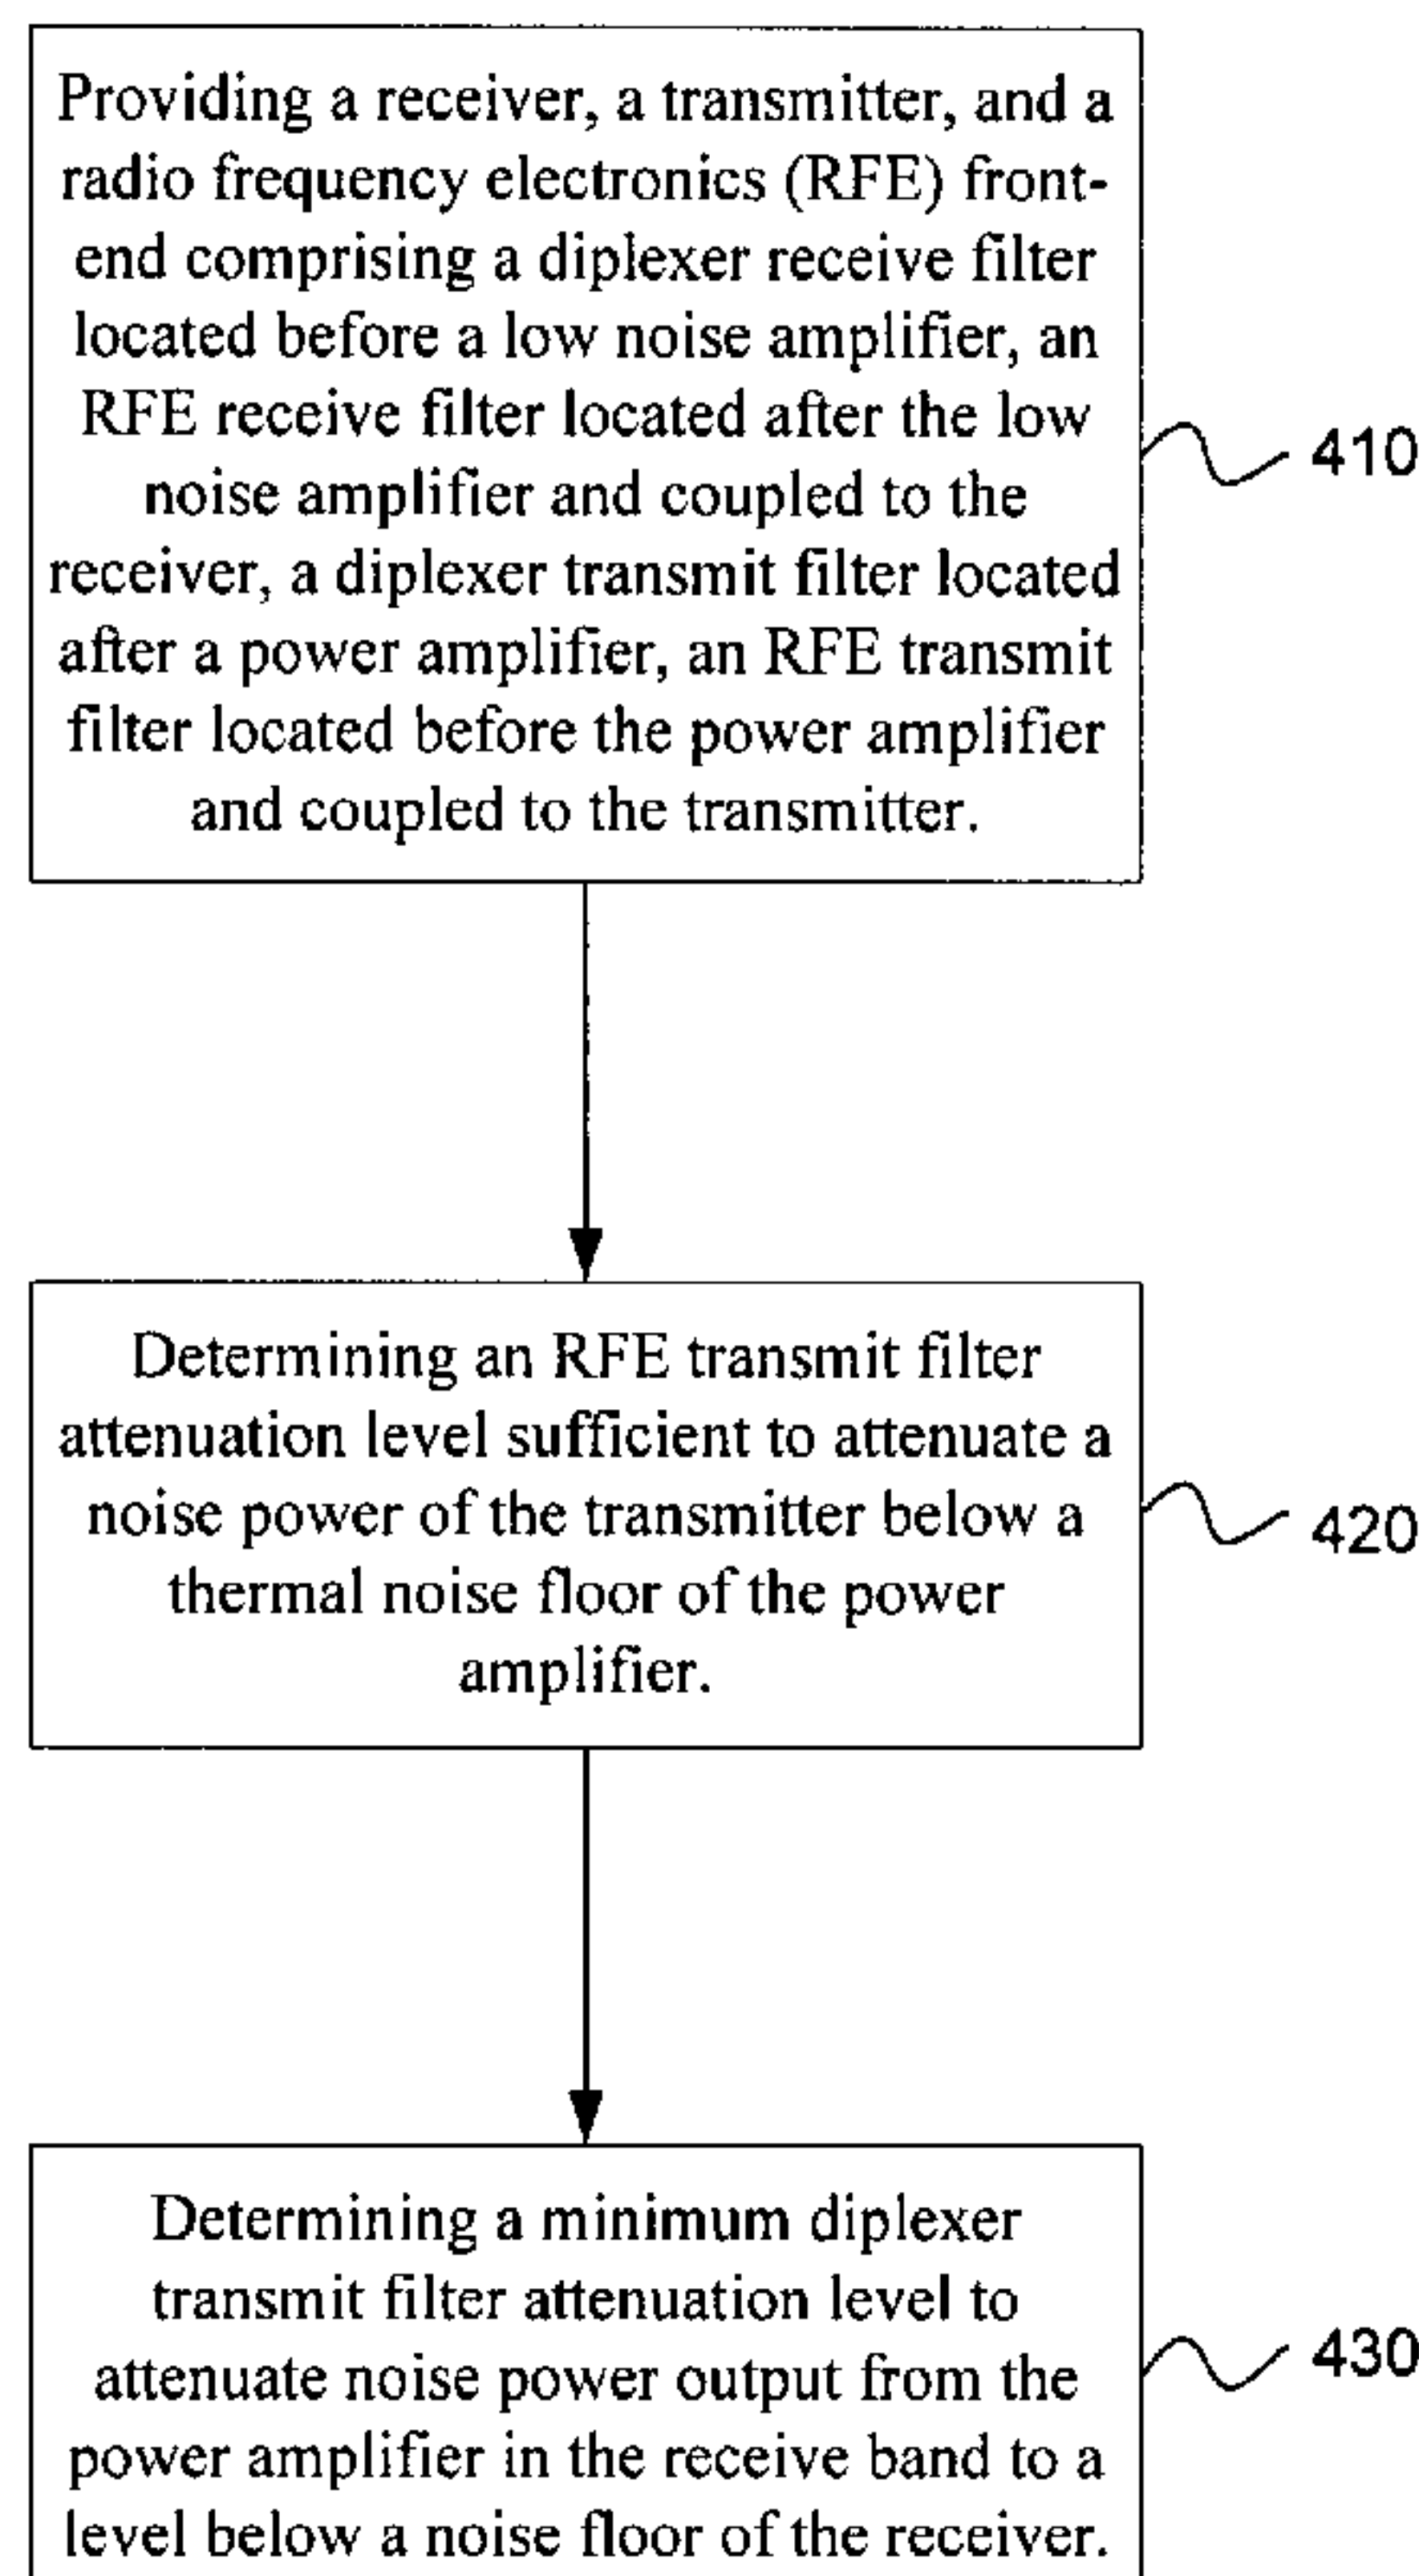 Providing a receiver, a transmitter, and a
radio frequency electronics (RFE) front-
end comprising a diplexer receive filter
located before a low noise amplifier, an
RFE receive filter located after the low
noise amplifier and coupled to the
receiver, a diplexer transmit filter located
after a power amplifier, an RFE transmit
filter located before the power amplifier
and coupled to the transmitter.
410
Determining an RFE transmit filter
attenuation level sufficient to attenuate a
noise power of the transmitter below a
thermal noise floor of the power
amplifier.
420
Determining a minimum diplexer
transmit filter attenuation level to
attenuate noise power output from the
power amplifier in the receive band to a
level below a noise floor of the receiver.
430